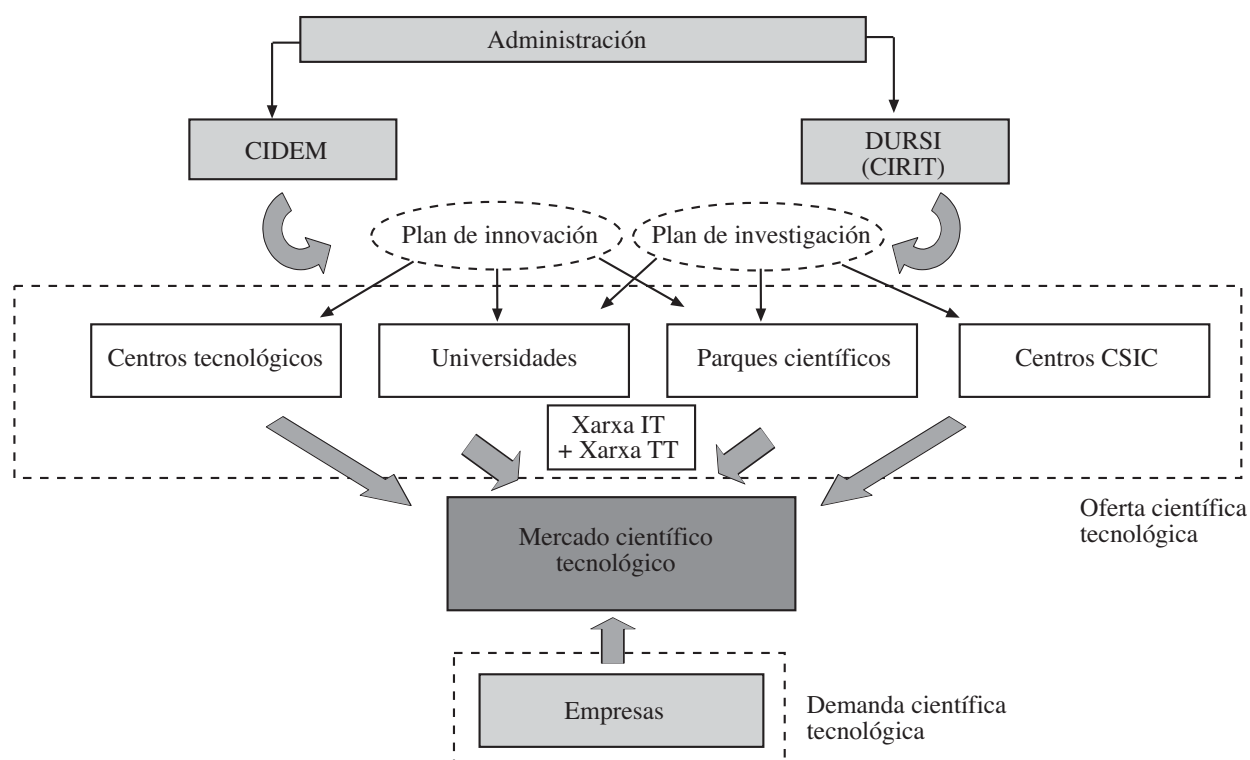 Administración
CIDEM
DURSI
(CIRIT)
Plan de innovación
Plan de investigación
Centros tecnológicos
Universidades
Parques científicos
Centros CSIC
Xarxa IT
+ Xarxa TT
Oferta científica
tecnológica
Mercado científico
tecnológico
Empresas
Demanda científica
tecnológica